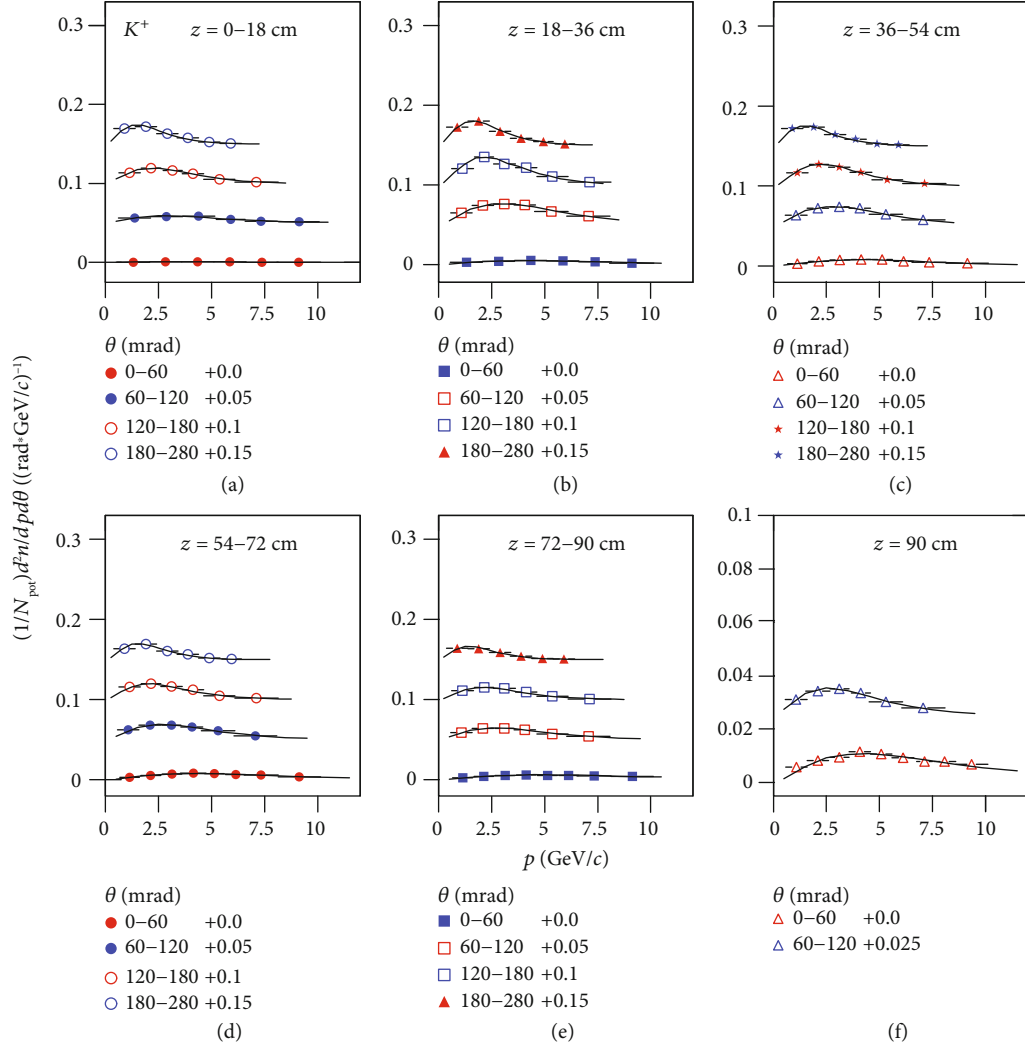 K⁺ z = 0–18 cm
0.3
0.2
0.1
0
0 2.5 5 7.5 10
θ (mrad)
0–60 +0.0
60–120 +0.05
120–180 +0.1
180–280 +0.15
(a)
z = 18–36 cm
0.3
0.2
0.1
0
0 2.5 5 7.5 10
θ (mrad)
0–60 +0.0
60–120 +0.05
120–180 +0.1
180–280 +0.15
(b)
z = 36–54 cm
0.3
0.2
0.1
0
0 2.5 5 7.5 10
θ (mrad)
0–60 +0.0
60–120 +0.05
120–180 +0.1
180–280 +0.15
(c)
(1/N_pot)d²n/dpdθ ((rad*GeV/c)⁻¹)
z = 54–72 cm
0.3
0.2
0.1
0
0 2.5 5 7.5 10
θ (mrad)
0–60 +0.0
60–120 +0.05
120–180 +0.1
180–280 +0.15
(d)
z = 72–90 cm
0.3
0.2
0.1
0
0 2.5 5 7.5 10
p (GeV/c)
θ (mrad)
0–60 +0.0
60–120 +0.05
120–180 +0.1
180–280 +0.15
(e)
z = 90 cm
0.1
0.08
0.06
0.04
0.02
0
0 2.5 5 7.5 10
θ (mrad)
0–60 +0.0
60–120 +0.025
(f)